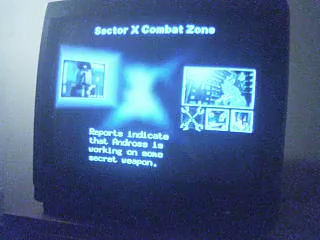 Sector X Combat Zone
Reports indicate
that Andross is
working on some
secret weapon.